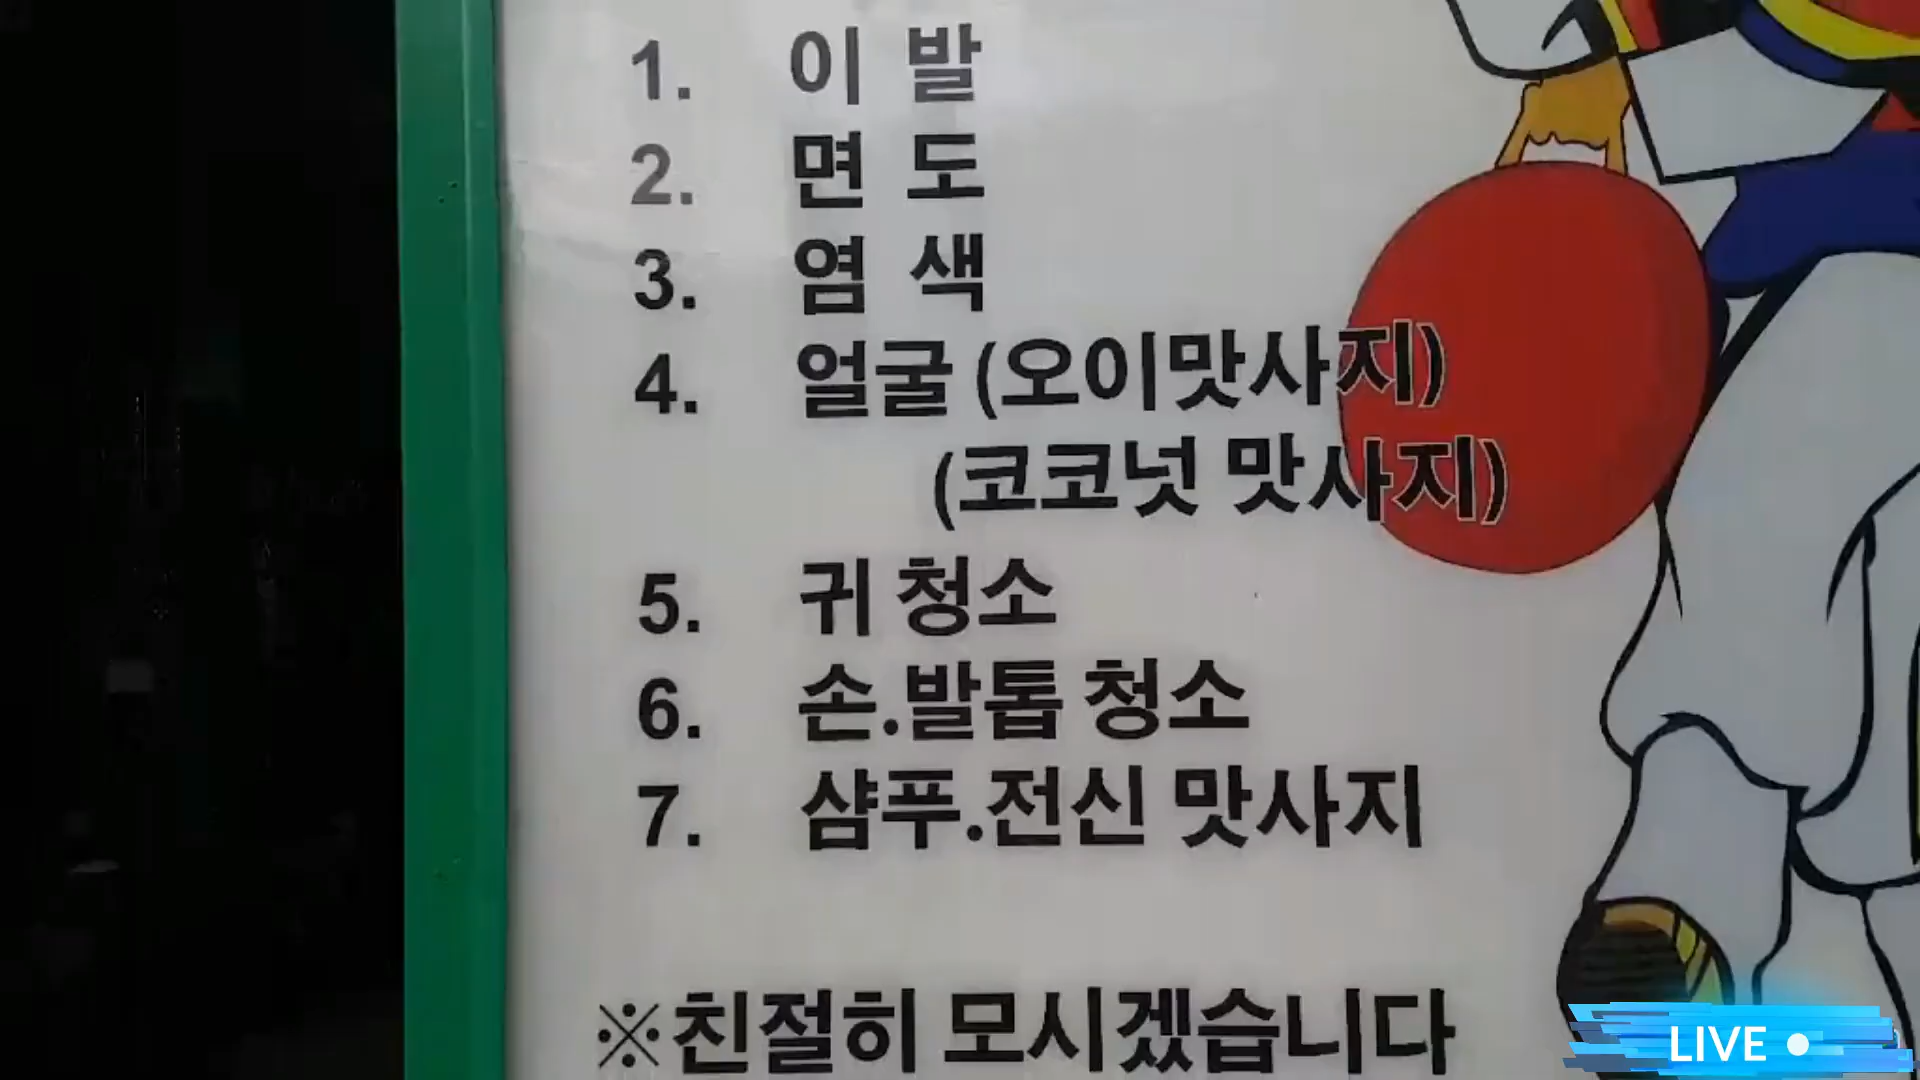 1. 이 발
2. 면 도
3. 염 색
4. 얼굴 (오이맛사지)
(코코넛 맛사지)
5. 귀 청소
6. 손.발톱 청소
7. 샴푸.전신 맛사지
※친절히 모시겠습니다
LIVE